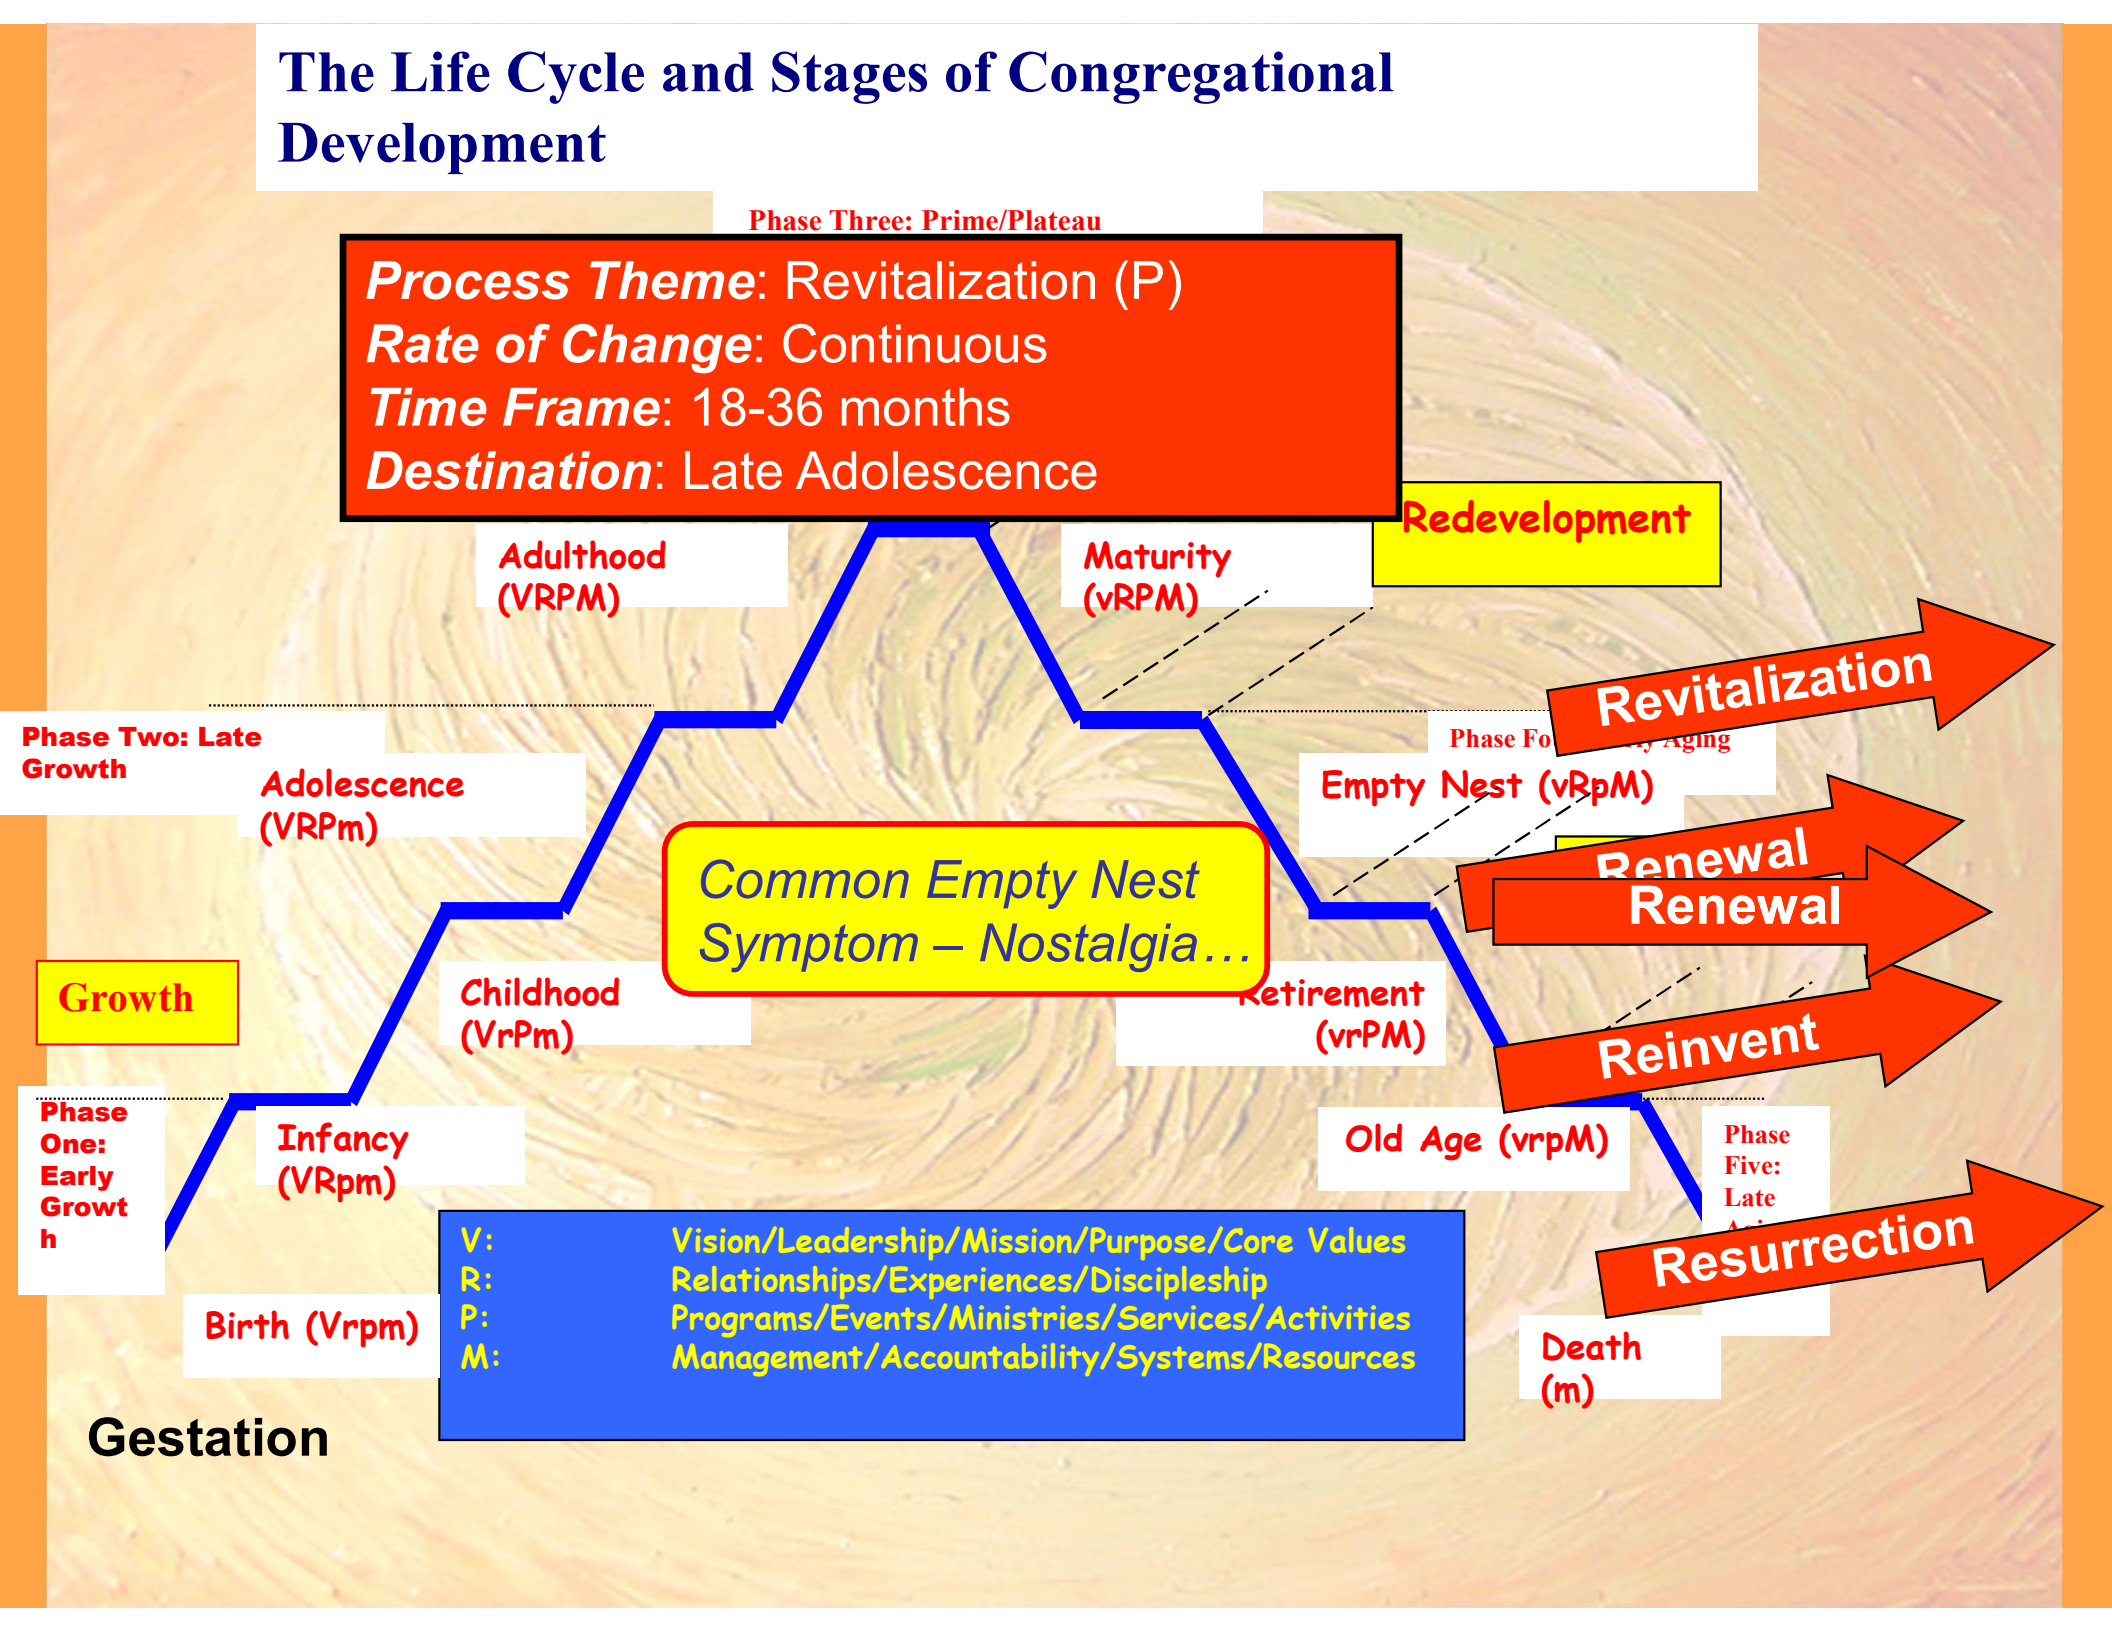 The Life Cycle and Stages of Congregational
Development
Phase Three: Prime/Plateau
Process Theme: Revitalization (P)
Rate of Change: Continuous
Time Frame: 18-36 months
Destination: Late Adolescence
Redevelopment
Adulthood
(VRPM)
Maturity
(vRPM)
Revitalization
Phase Two: Late
Growth
Phase Fo
Aging
Adolescence
(VRPm)
Empty Nest (vRpM)
Common Empty Nest
Symptom – Nostalgia…
Renewal
Renewal
Growth
Childhood
(VrPm)
Retirement
(vrPM)
Reinvent
Phase
One:
Early
Growt
h
Infancy
(VRpm)
Old Age (vrpM)
Phase
Five:
Late
Resurrection
V: Vision/Leadership/Mission/Purpose/Core Values
R: Relationships/Experiences/Discipleship
P: Programs/Events/Ministries/Services/Activities
M: Management/Accountability/Systems/Resources
Birth (Vrpm)
Death
(m)
Gestation